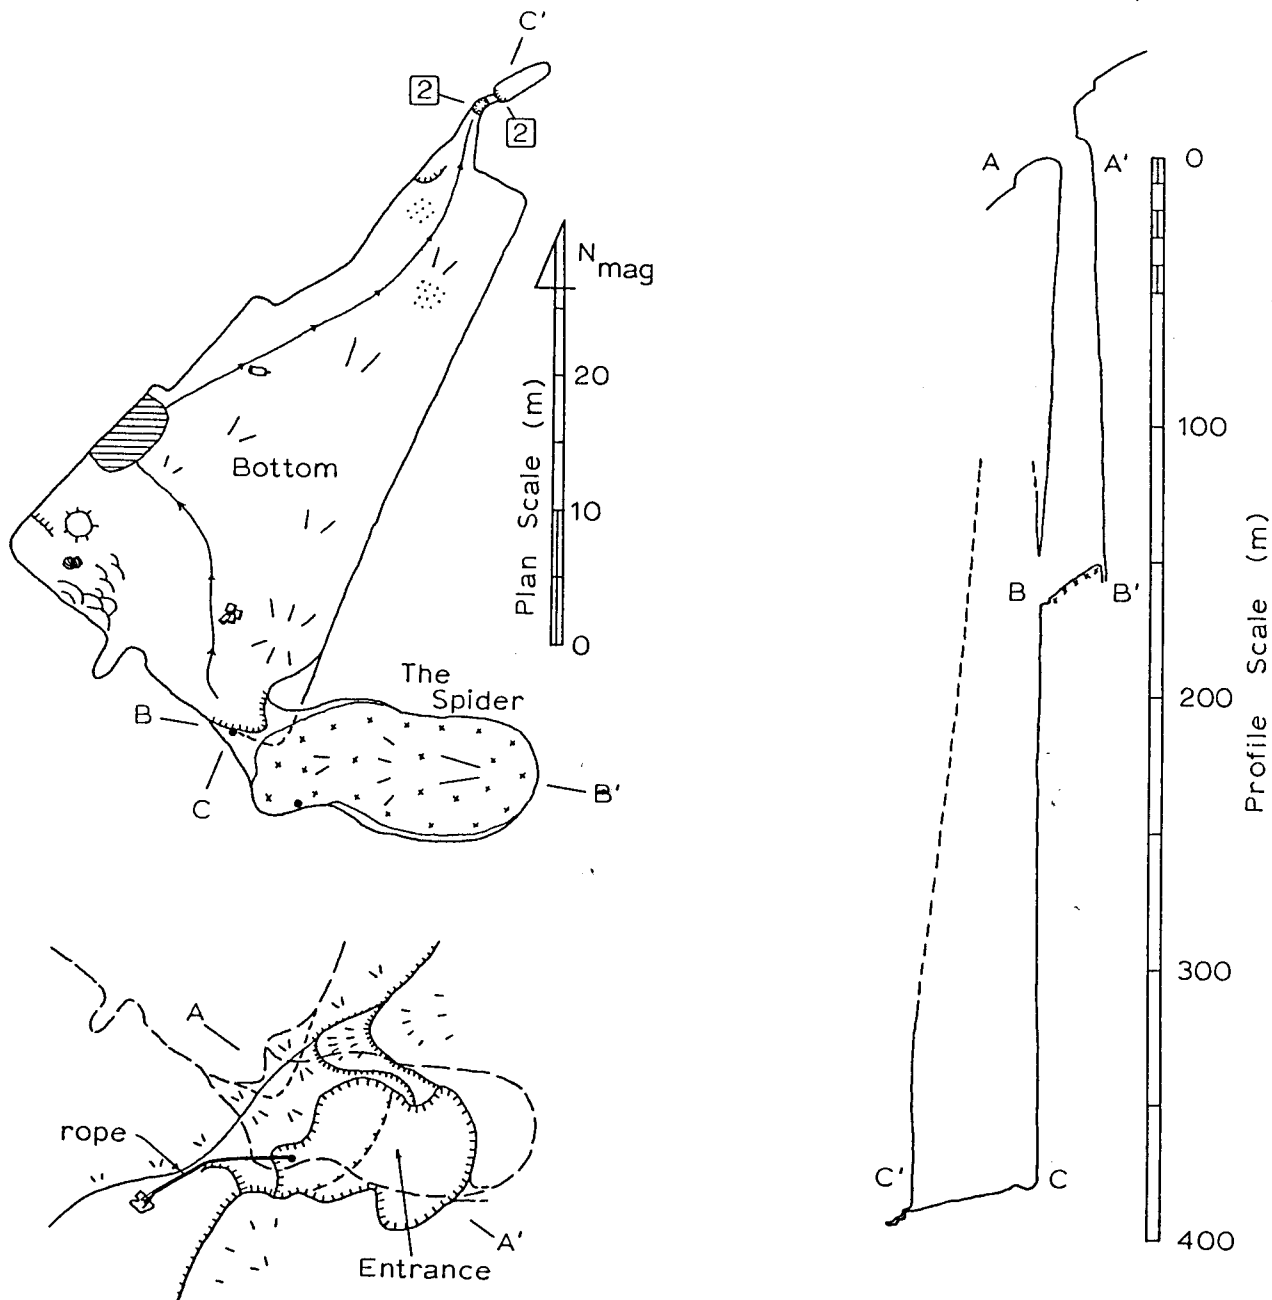 C'
2
2
N mag
20
10
0
Plan Scale (m)
Bottom
The
Spider
B
C
B'
A
rope
Entrance
A'
A
A'
0
100
B
B'
200
300
C'
C
400
Profile Scale (m)